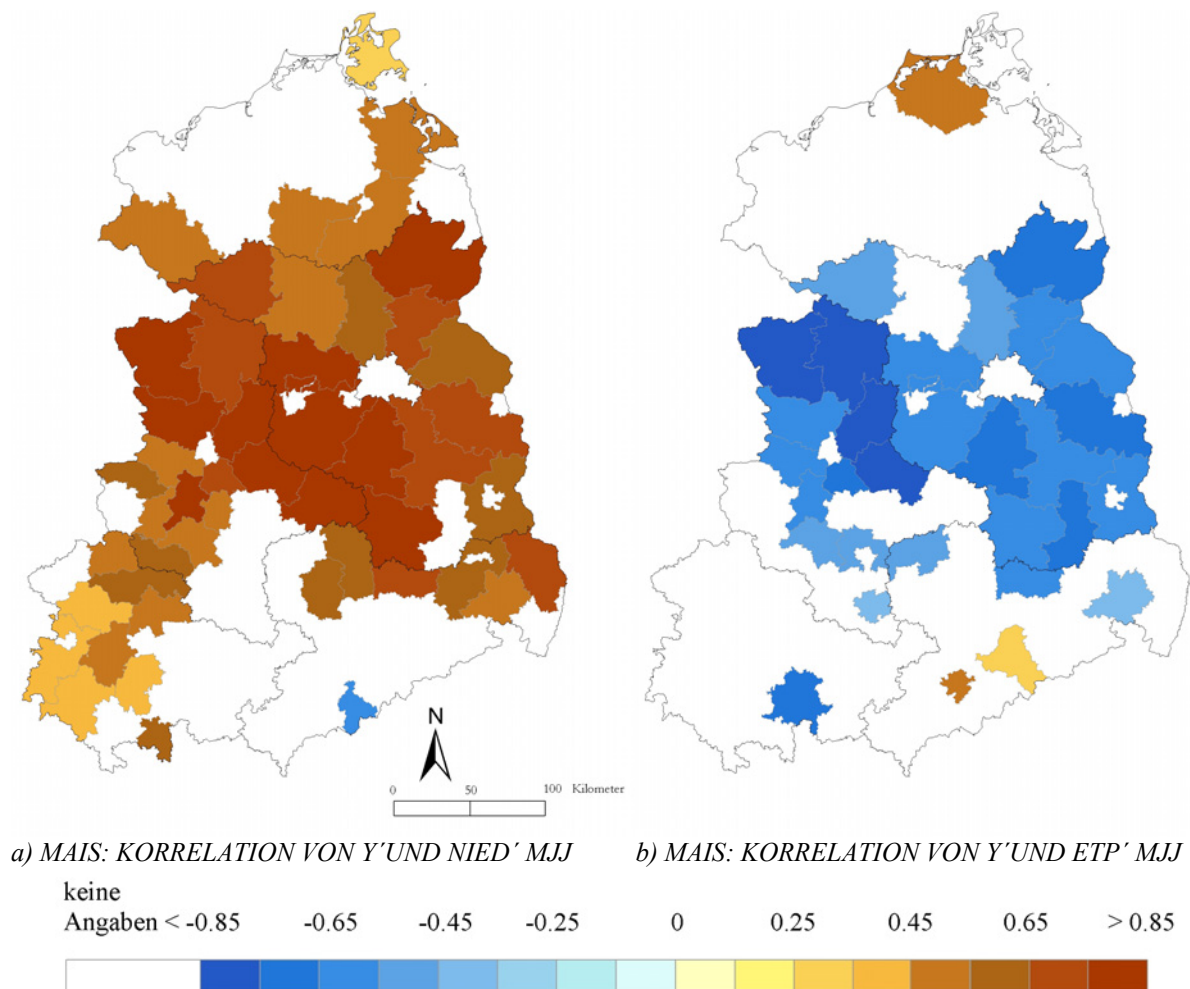 N
0 50 100 Kilometer
a) MAIS: KORRELATION VON Y´UND NIED´ MJJ
b) MAIS: KORRELATION VON Y´UND ETP´ MJJ
keine
Angaben < -0.85 -0.65 -0.45 -0.25 0 0.25 0.45 0.65 > 0.85